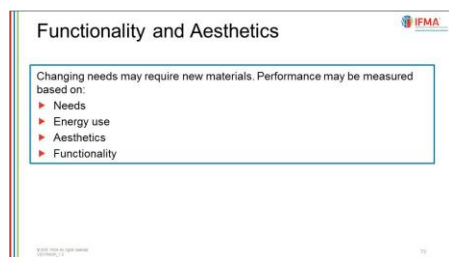 Functionality and Aesthetics
IFMA
Changing needs may require new materials. Performance may be measured
based on:
Needs
Energy use
Aesthetics
Functionality